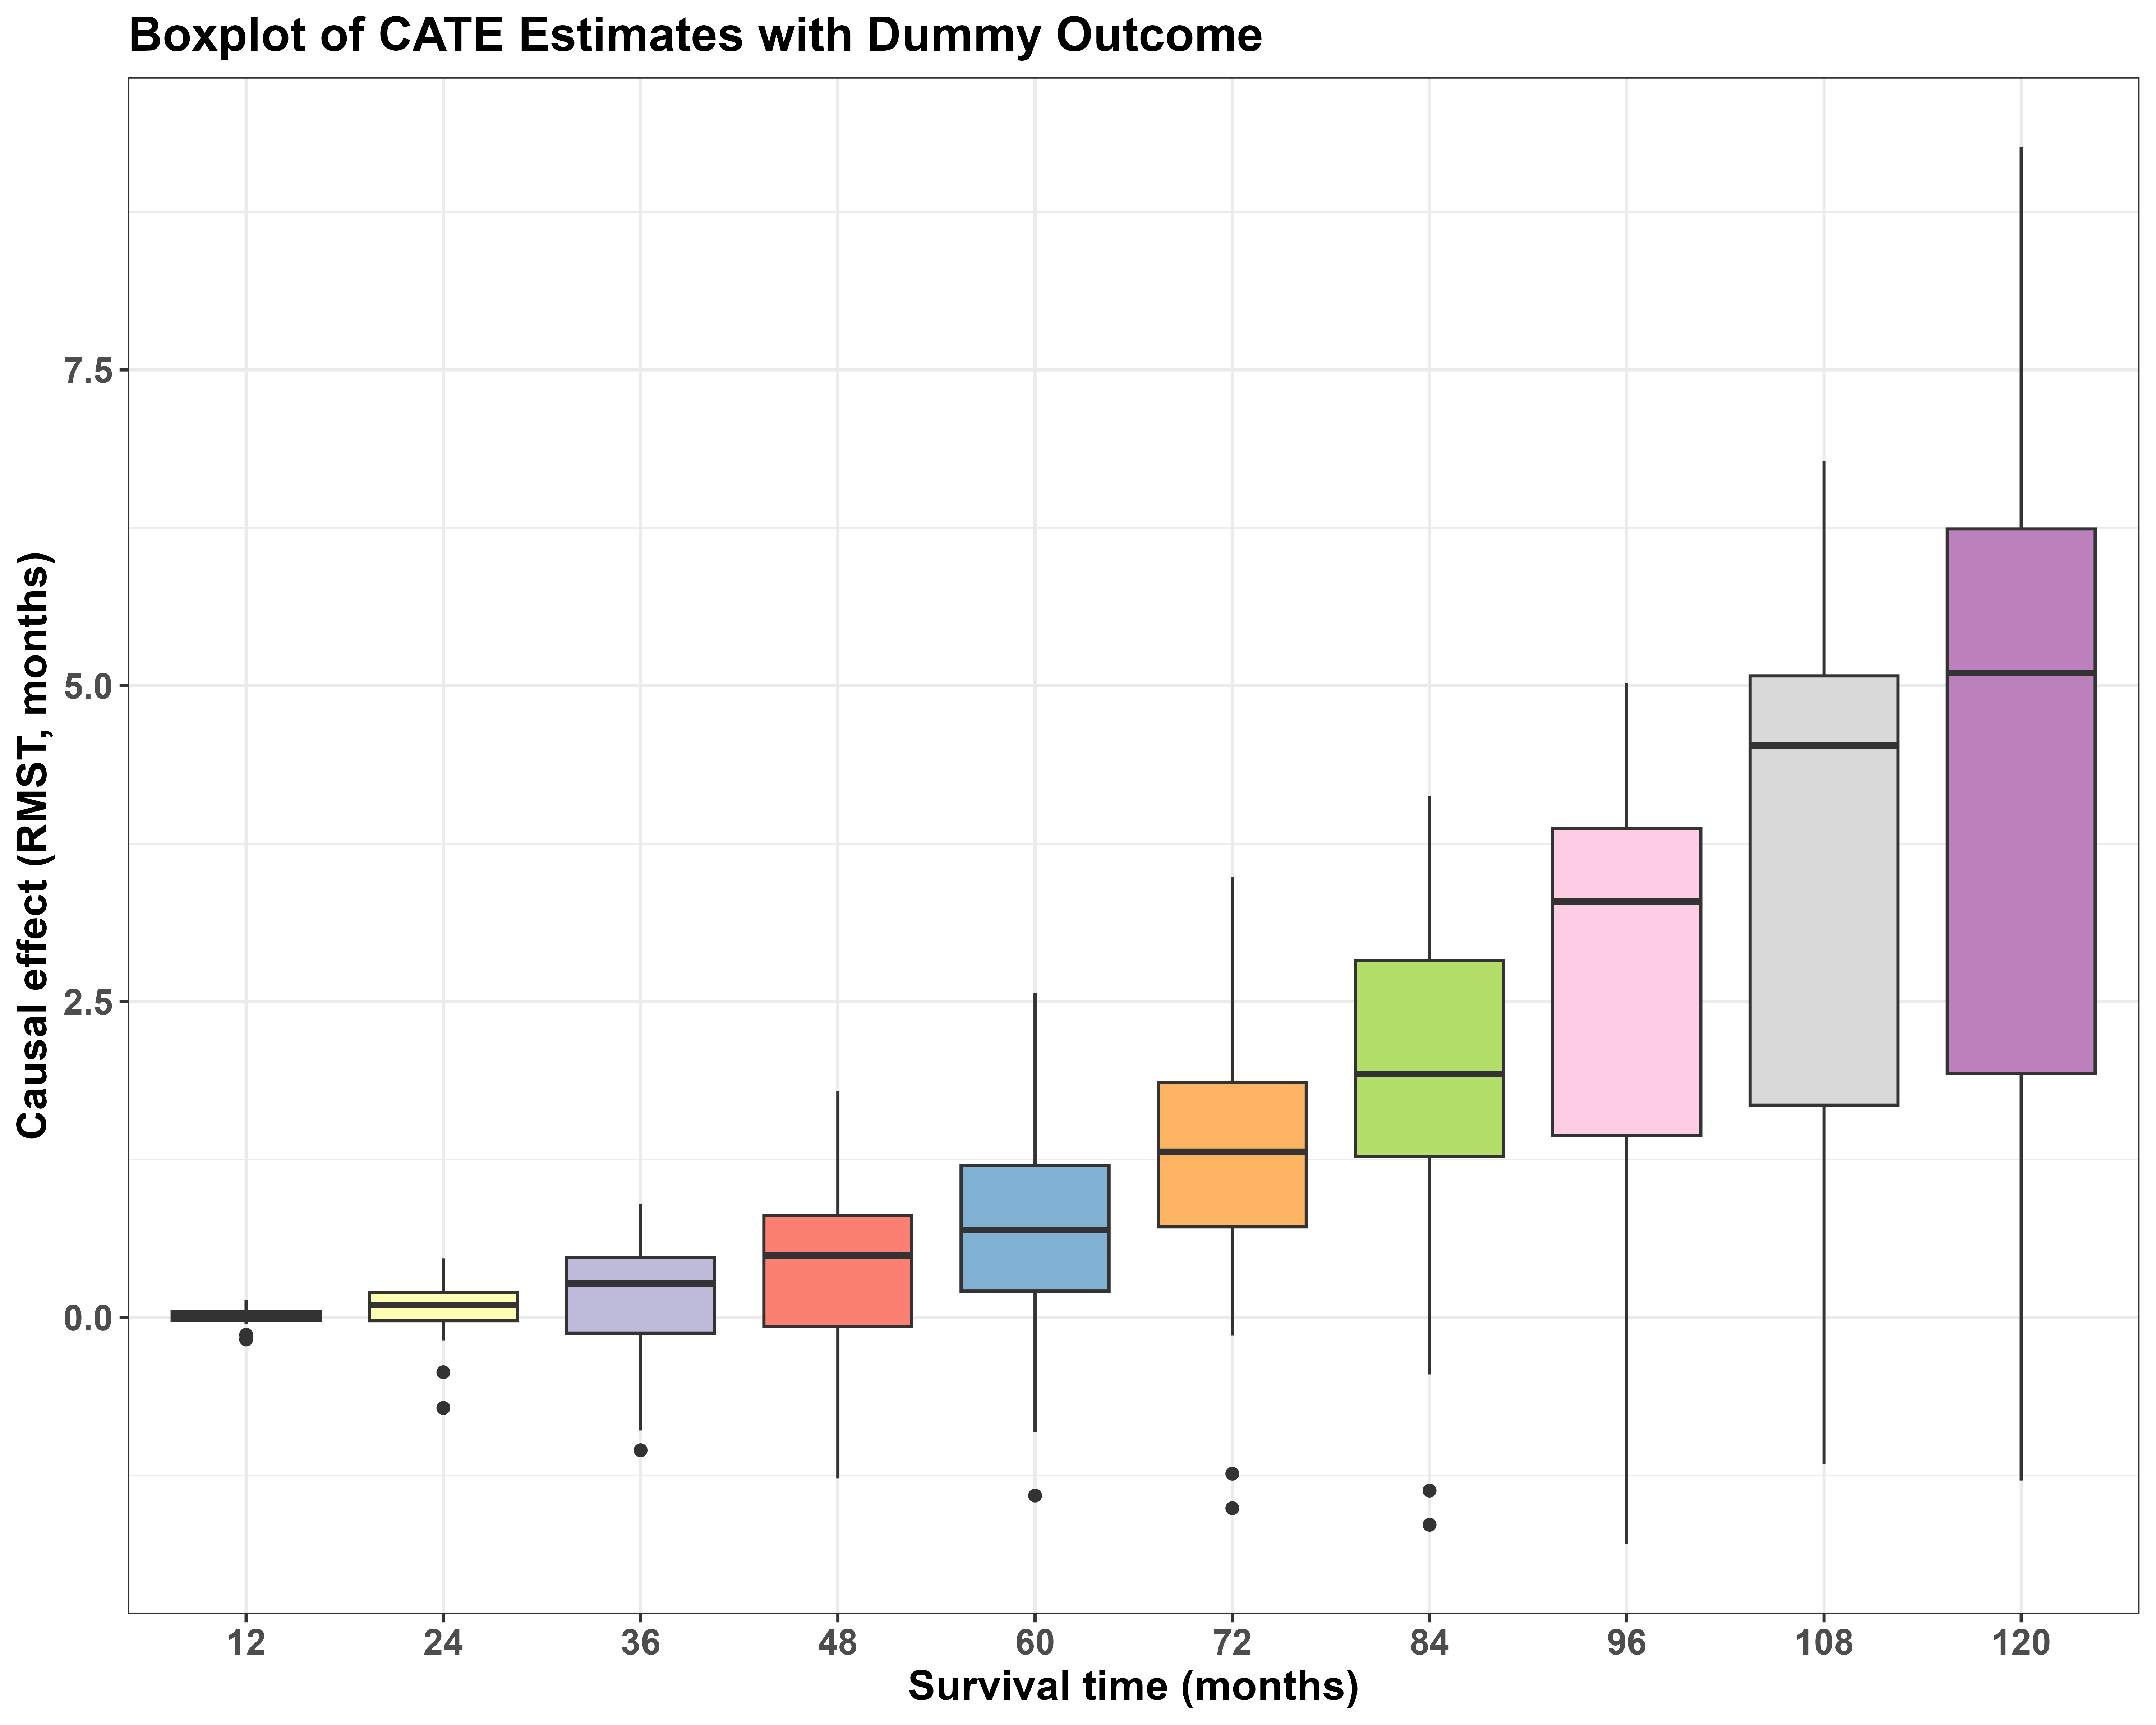 Boxplot of CATE Estimates with Dummy Outcome
Causal effect (RMST, months)
7.5
5.0
2.5
0.0
12 24 36 48 60 72 84 96 108 120
Survival time (months)